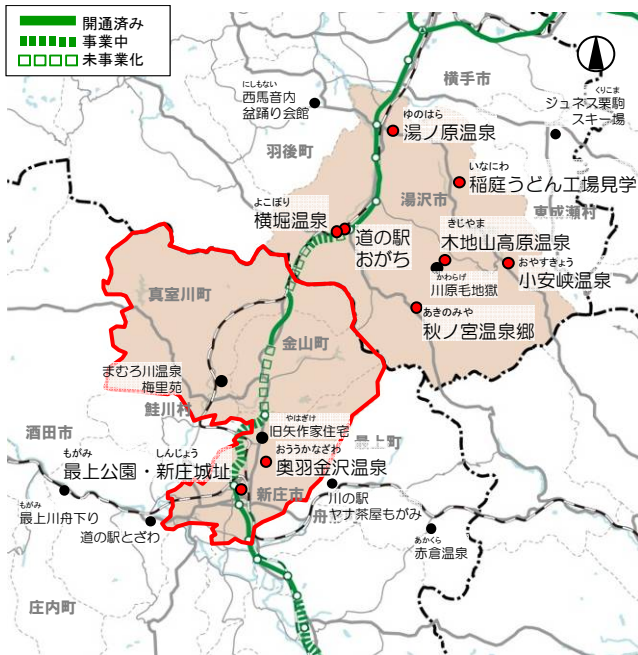 開通済み
事業中
未事業化
横手市
くりこま
ジュネス栗駒
スキー場
にしもない
西馬音内
盆踊り会館
ゆのはら
湯ノ原温泉
羽後町
いなにわ
稲庭うどん工場見学
湯沢市
東成瀬村
よこぼり
横堀温泉
道の駅
おがち
きじやま
木地山高原温泉
かわらげ
川原毛地獄
おやすきょう
小安峡温泉
あきのみや
秋ノ宮温泉郷
真室川町
金山町
まむろ川温泉
梅里苑
鮭川村
やはぎけ
旧矢作家住宅
最上町
酒田市
もがみ
しんじょう
最上公園・新庄城址
おううかなざわ
奥羽金沢温泉
新庄市
川の駅
ヤナ茶屋もがみ
舟
もがみ
最上川舟下り
道の駅とざわ
あかくら
赤倉温泉
庄内町